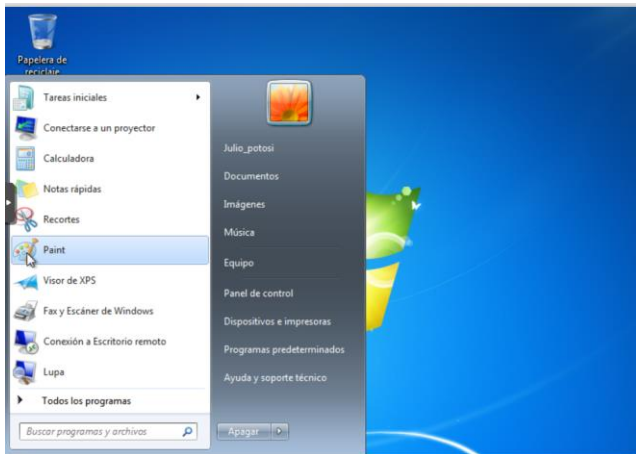 Papelera de
reciclaje
Tareas iniciales
Conectarse a un proyector
Calculadora
Notas rápidas
Recortes
Paint
Visor de XPS
Fax y Escáner de Windows
Conexión a Escritorio remoto
Lupa
Todos los programas
Buscar programas y archivos
Julio_potosi
Documentos
Imágenes
Música
Equipo
Panel de control
Dispositivos e impresoras
Programas predeterminados
Ayuda y soporte técnico
Apagar